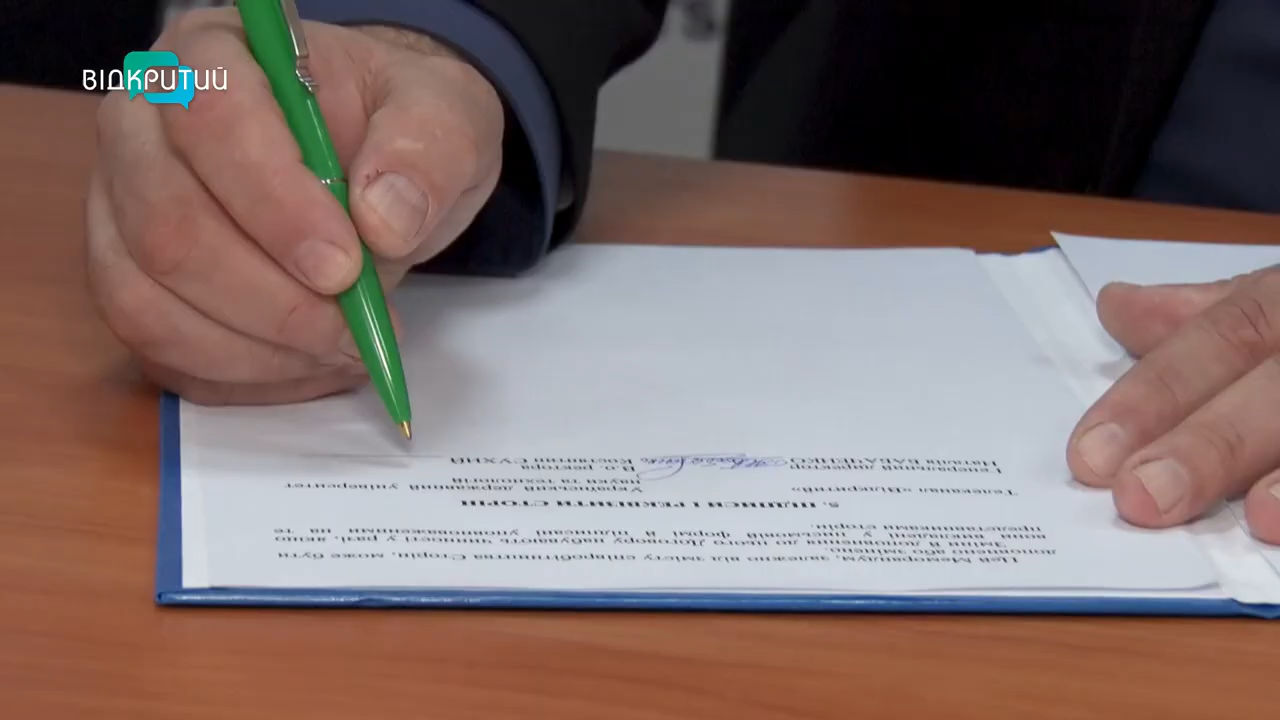 ВІДКРИТИЙ
Цей Меморандум, залежно від змісту співробітництва Сторін, може бути
доповнено або змінено.
Зміни й доповнення до цього Договору набувають чинності у разі, якщо
вони викладені у письмовій формі й підписані уповноваженими на те
представниками сторін.
5. ПІДПИСИ І РЕКВІЗИТИ СТОРІН
Телеканал «Відкритий» Український державний університет
науки та технологій
Генеральний директор В.о. ректора
Наталія БАБАЧЕНКО Костянтин СУХИЙ